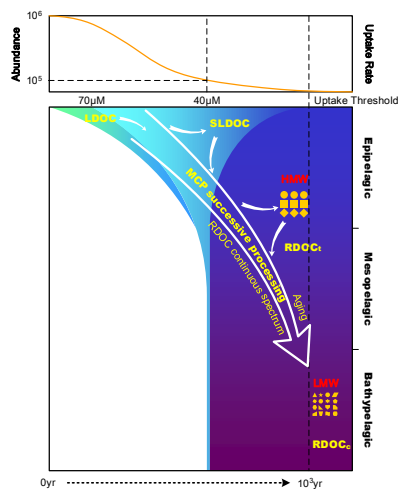 10⁶
10⁵
Abundance
Uptake Rate
70μM
40μM
Uptake Threshold
LDOC
SLDOC
MCP successive processing
RDOC continuous spectrum
Aging
HMW
RDOCt
LMW
RDOCc
Epipelagic
Mesopelagic
Bathypelagic
0yr
10³yr